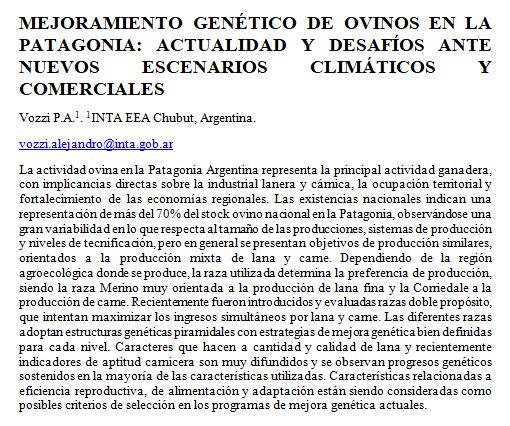 MEJORAMIENTO GENÉTICO DE OVINOS EN LA
PATAGONIA: ACTUALIDAD Y DESAFÍOS ANTE
NUEVOS ESCENARIOS CLIMÁTICOS Y
COMERCIALES
Vozzi P.A.¹. ¹INTA EEA Chubut, Argentina.
vozzi.alejandro@inta.gob.ar
La actividad ovina en la Patagonia Argentina representa la principal actividad ganadera,
con implicancias directas sobre la industrial lanera y cárnica, la ocupación territorial y
fortalecimiento de las economías regionales. Las existencias nacionales indican una
representación de más del 70% del stock ovino nacional en la Patagonia, observándose una
gran variabilidad en lo que respecta al tamaño de las producciones, sistemas de producción
y niveles de tecnificación, pero en general se presentan objetivos de producción similares,
orientados a la producción mixta de lana y carne. Dependiendo de la región
agroecológica donde se produce, la raza utilizada determina la preferencia de producción,
siendo la raza Merino muy orientada a la producción de lana fina y la Corriedale a la
producción de carne. Recientemente fueron introducidos y evaluadas razas doble propósito,
que intentan maximizar los ingresos simultáneos por lana y carne. Las diferentes razas
adoptan estructuras genéticas piramidales con estrategias de mejora genética bien definidas
para cada nivel. Caracteres que hacen a cantidad y calidad de lana y recientemente
indicadores de aptitud carnicera son muy difundidos y se observan progresos genéticos
sostenidos en la mayoría de las características utilizadas. Características relacionadas a
eficiencia reproductiva, de alimentación y adaptación están siendo consideradas como
posibles criterios de selección en los programas de mejora genética actuales.